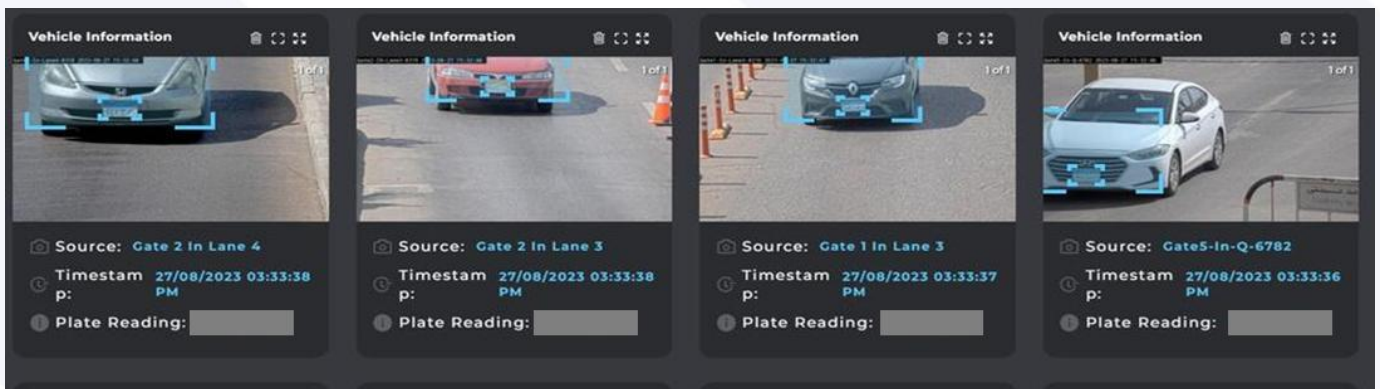 Vehicle Information
1 of 1
Source: Gate 2 In Lane 4
Timestam 27/08/2023 03:33:38
p: PM
Plate Reading:
Vehicle Information
1 of 1
Source: Gate 2 In Lane 3
Timestam 27/08/2023 03:33:38
p: PM
Plate Reading:
Vehicle Information
1 of 1
Source: Gate 1 In Lane 3
Timestam 27/08/2023 03:33:37
p: PM
Plate Reading:
Vehicle Information
1 of 1
Source: Gate5-In-Q-6782
Timestam 27/08/2023 03:33:36
p: PM
Plate Reading: